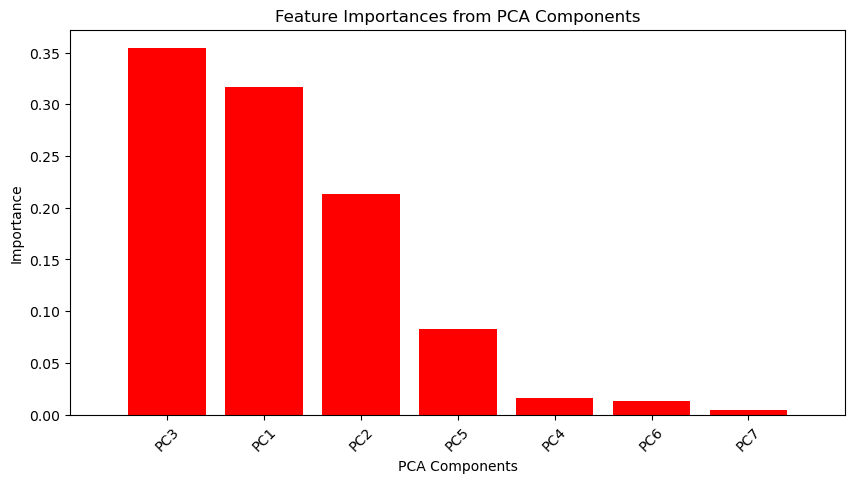 Feature Importances from PCA Components
Importance
0.35
0.30
0.25
0.20
0.15
0.10
0.05
0.00
PC3 PC1 PC2 PC5 PC4 PC6 PC7
PCA Components